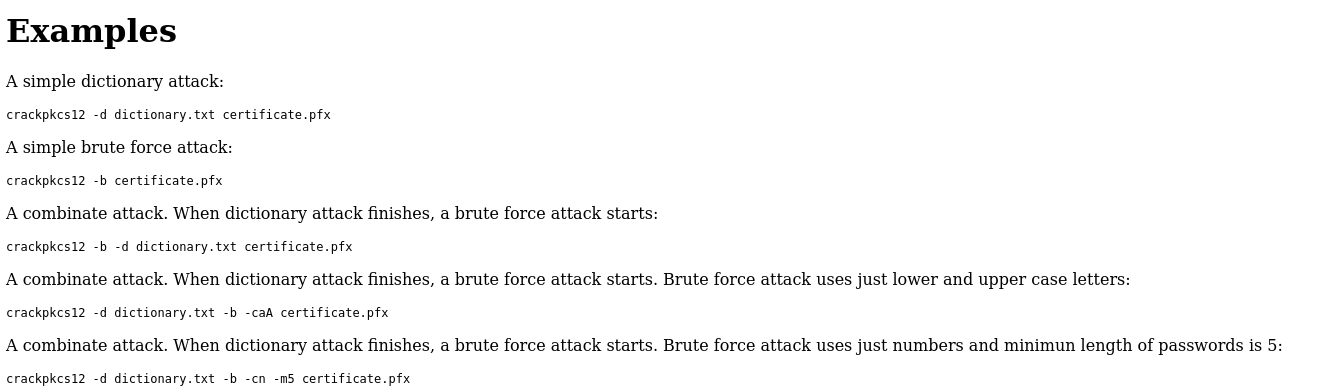 Examples
A simple dictionary attack:
crackpkcs12 -d dictionary.txt certificate.pfx
A simple brute force attack:
crackpkcs12 -b certificate.pfx
A combinate attack. When dictionary attack finishes, a brute force attack starts:
crackpkcs12 -b -d dictionary.txt certificate.pfx
A combinate attack. When dictionary attack finishes, a brute force attack starts. Brute force attack uses just lower and upper case letters:
crackpkcs12 -d dictionary.txt -b -caA certificate.pfx
A combinate attack. When dictionary attack finishes, a brute force attack starts. Brute force attack uses just numbers and minimun length of passwords is 5:
crackpkcs12 -d dictionary.txt -b -cn -m5 certificate.pfx